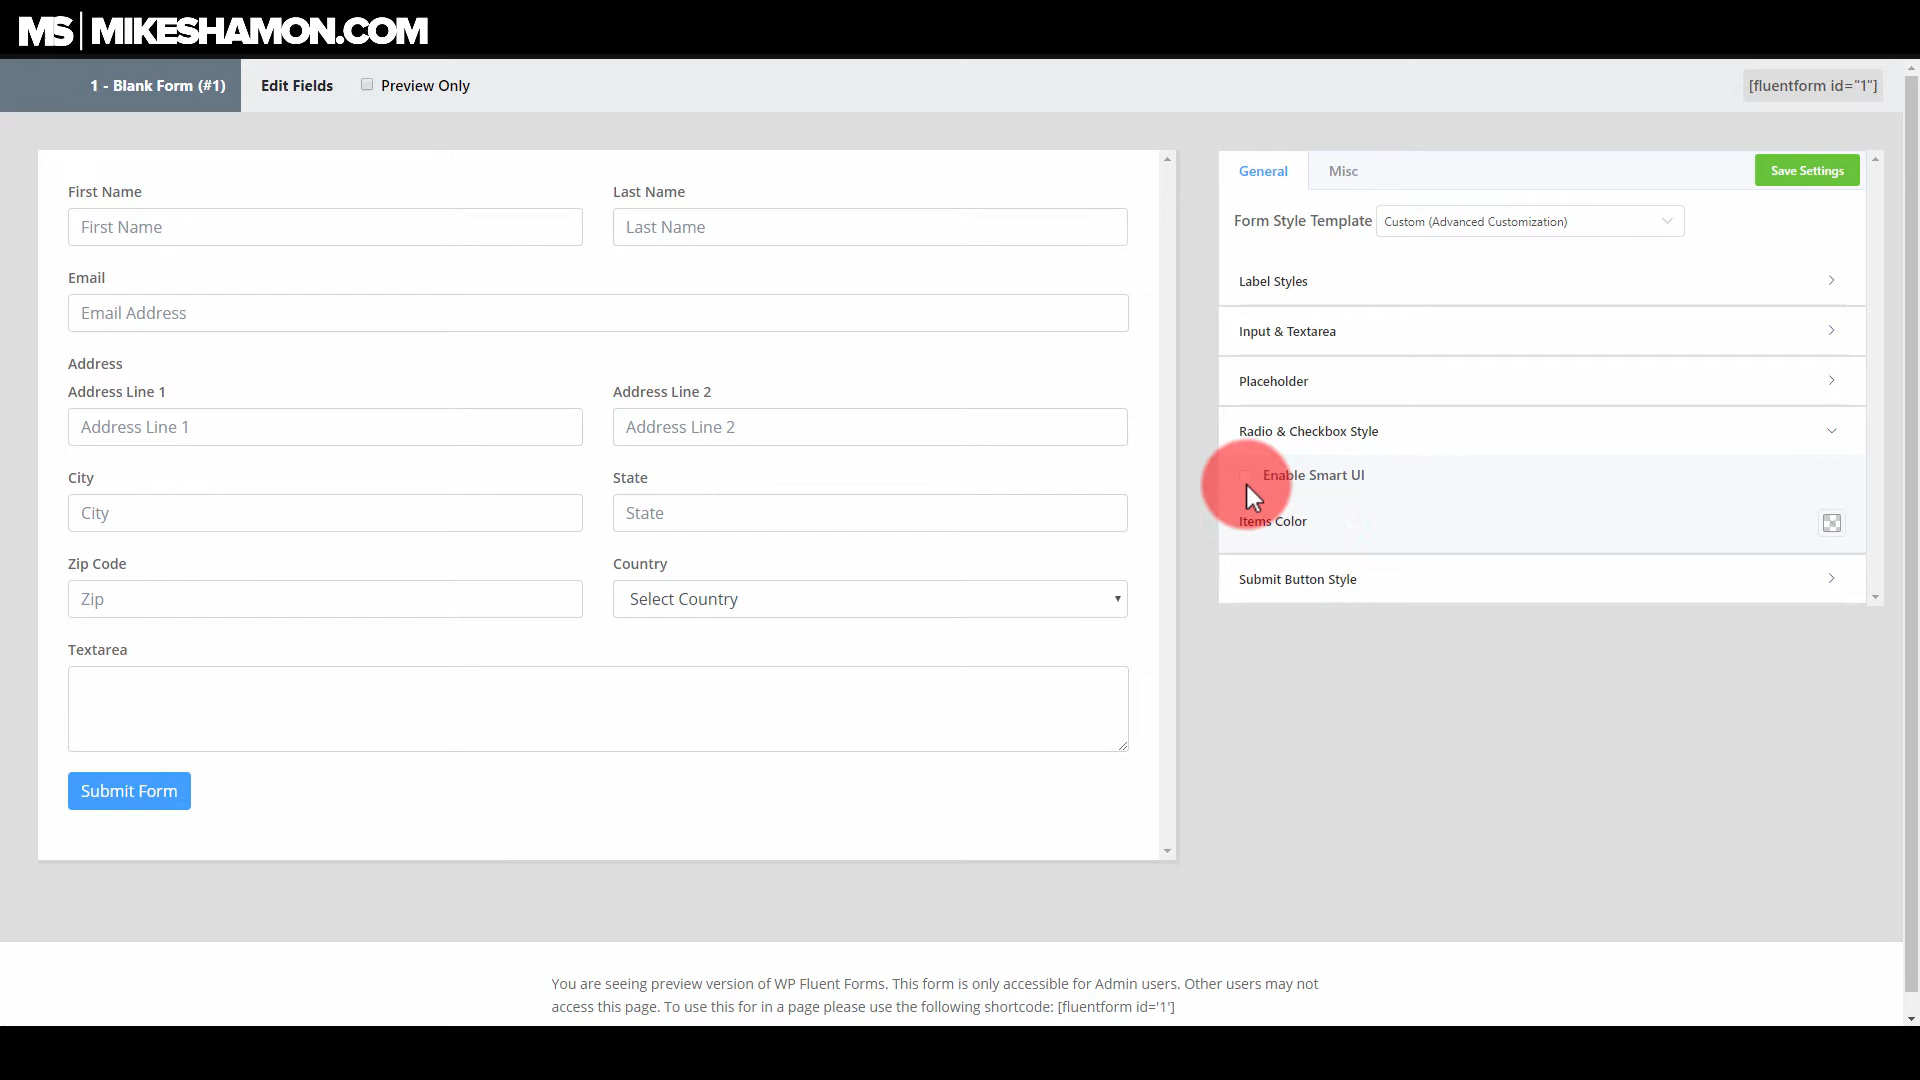 MS | MIKESHAMON.COM
1 - Blank Form (#1)
Edit Fields
Preview Only
[fluentform id="1"]
First Name
Last Name
First Name
Last Name
Email
Email Address
Address
Address Line 1
Address Line 2
Address Line 1
Address Line 2
City
State
City
State
Zip Code
Country
Zip
Select Country
Textarea
Submit Form
General
Misc
Save Settings
Form Style Template
Custom (Advanced Customization)
Label Styles
Input & Textarea
Placeholder
Radio & Checkbox Style
Enable Smart UI
Items Color
Submit Button Style
You are seeing preview version of WP Fluent Forms. This form is only accessible for Admin users. Other users may not
access this page. To use this for in a page please use the following shortcode: [fluentform id='1']